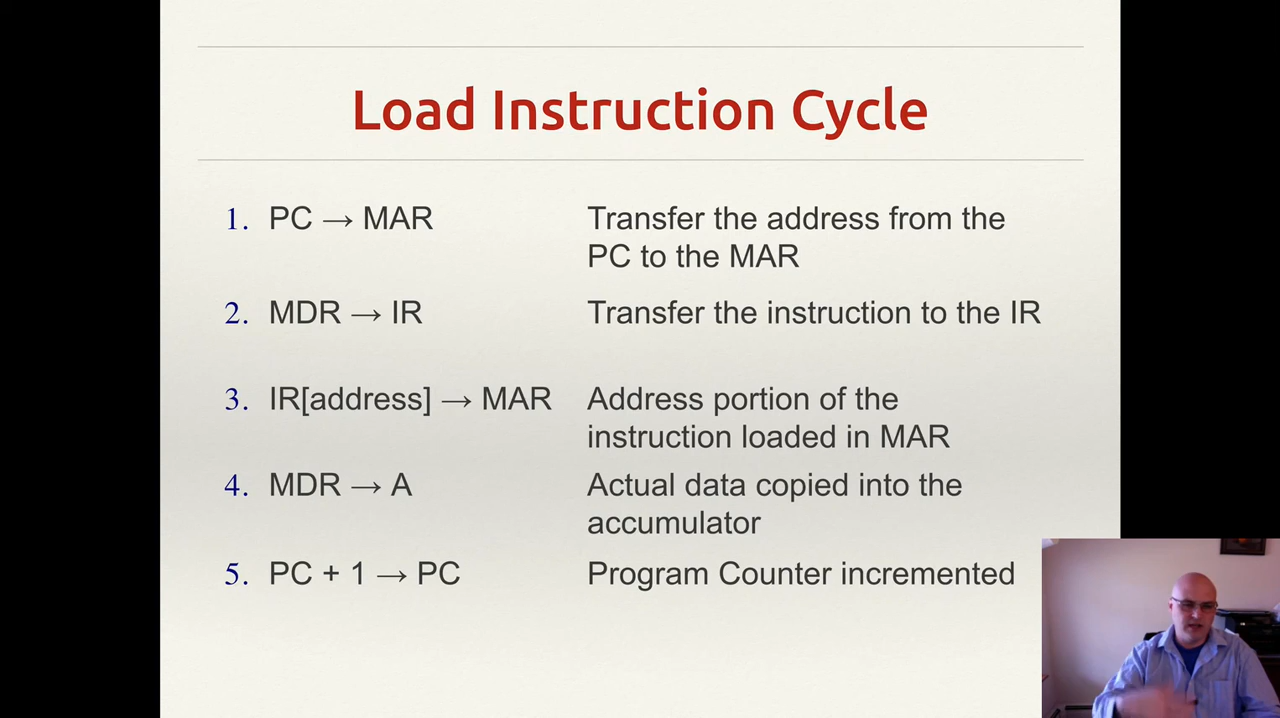 Load Instruction Cycle
1. PC → MAR
Transfer the address from the
PC to the MAR
2. MDR → IR
Transfer the instruction to the IR
3. IR[address] → MAR
Address portion of the
instruction loaded in MAR
4. MDR → A
Actual data copied into the
accumulator
5. PC + 1 → PC
Program Counter incremented